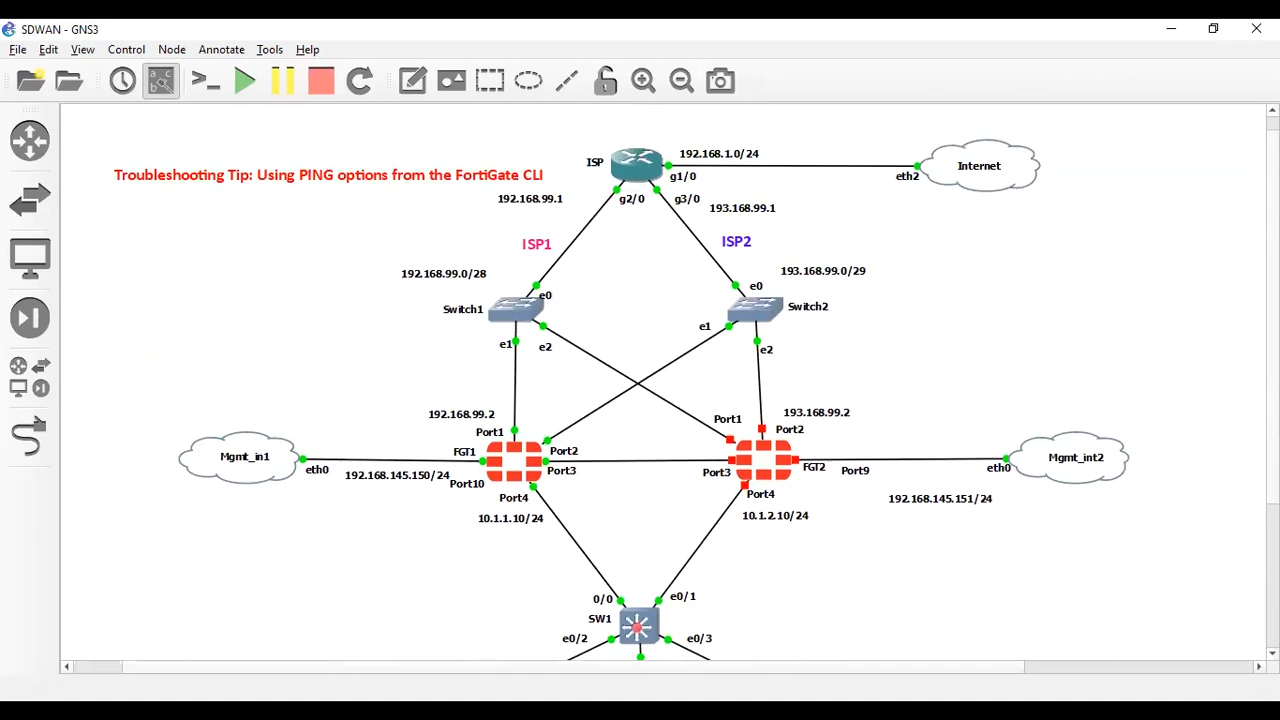 SDWAN - GNS3
File Edit View Control Node Annotate Tools Help
Troubleshooting Tip: Using PING options from the FortiGate CLI
ISP
192.168.1.0/24
g1/0
eth2
Internet
192.168.99.1
g2/0
g3/0
193.168.99.1
ISP1
ISP2
192.168.99.0/28
e0
e0
193.168.99.0/29
Switch1
Switch2
e1
e2
e1
e2
192.168.99.2
193.168.99.2
Port1
Port1
Port2
Mgmt_in1
eth0
192.168.145.150/24
FGT1
Port2
Port10
Port3
Port3
FGT2
Port9
eth0
Mgmt_int2
Port4
Port4
192.168.145.151/24
10.1.1.10/24
10.1.2.10/24
0/0
e0/1
SW1
e0/2
e0/3